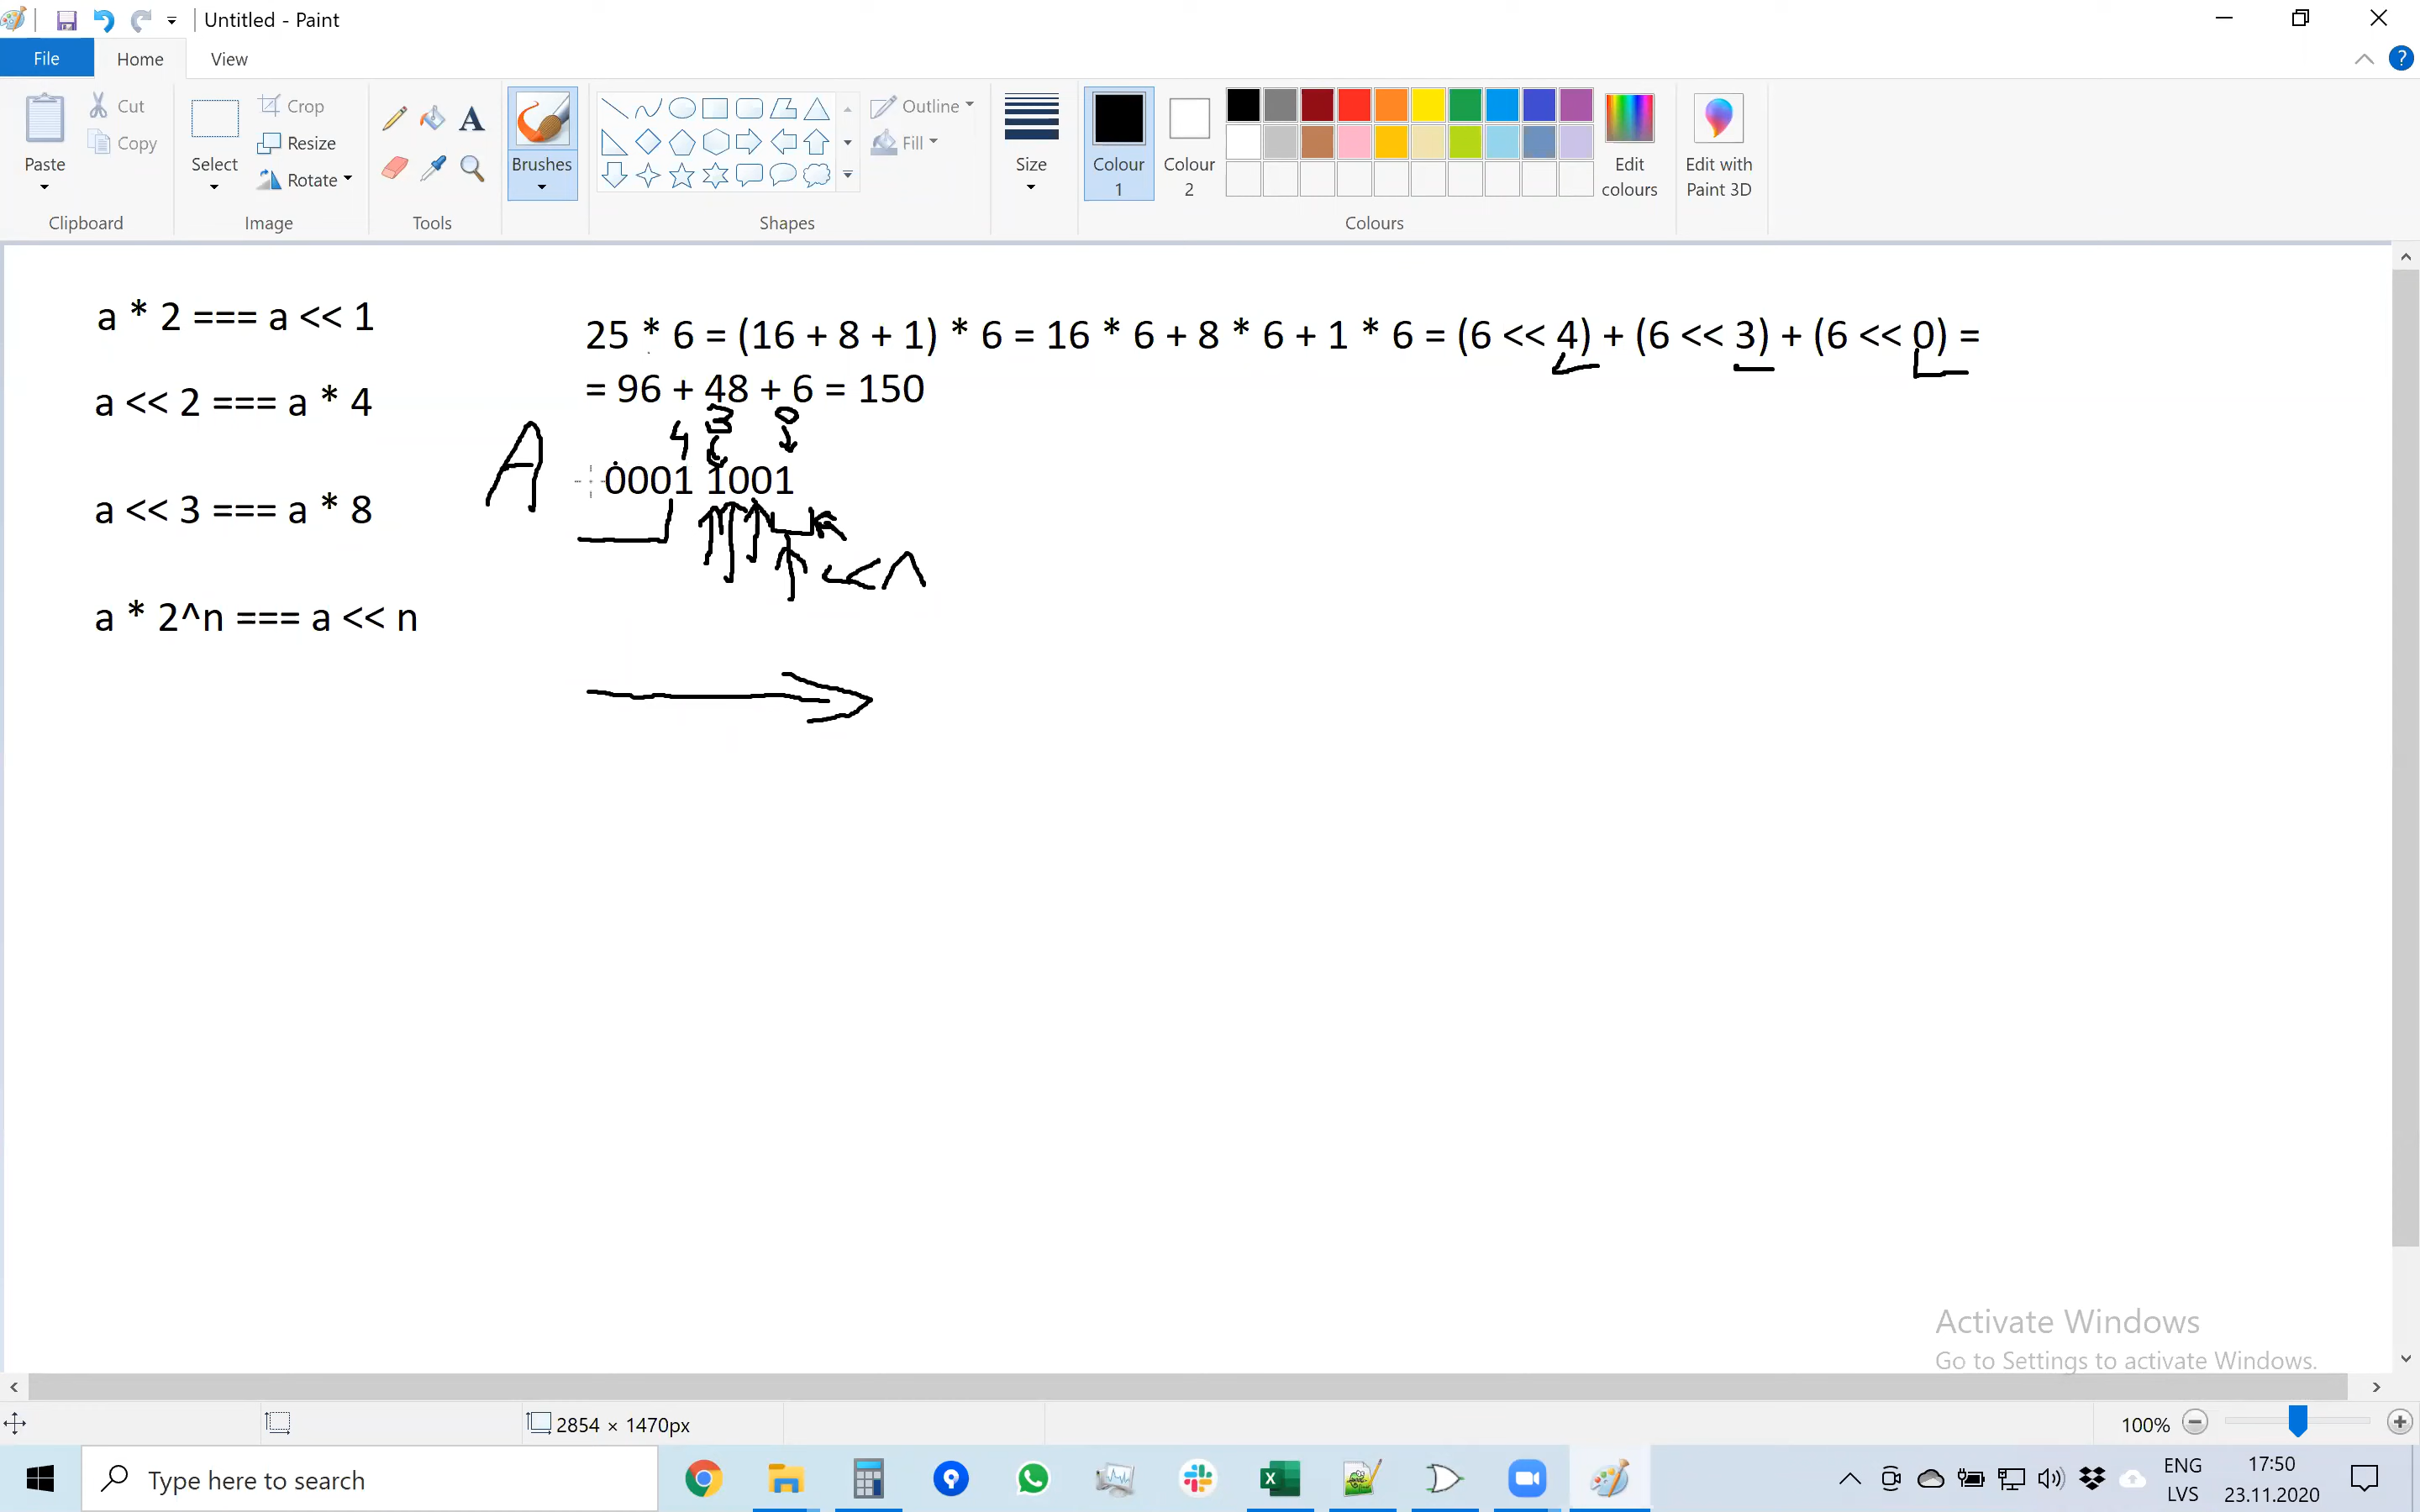 Untitled - Paint
File Home View
Paste
Cut
Copy
Clipboard
Select
Crop
Resize
Rotate
Image
Tools
Brushes
Shapes
Outline
Fill
Size
Colour 1
Colour 2
Edit colours
Colours
Edit with Paint 3D
a * 2 === a << 1
a << 2 === a * 4
a << 3 === a * 8
a * 2^n === a << n
25 * 6 = (16 + 8 + 1) * 6 = 16 * 6 + 8 * 6 + 1 * 6 = (6 << 4) + (6 << 3) + (6 << 0) =
= 96 + 48 + 6 = 150
4 3 0
A
0001 1001
Activate Windows
Go to Settings to activate Windows.
2854 × 1470px
100%
Type here to search
ENG
LVS
17:50
23.11.2020